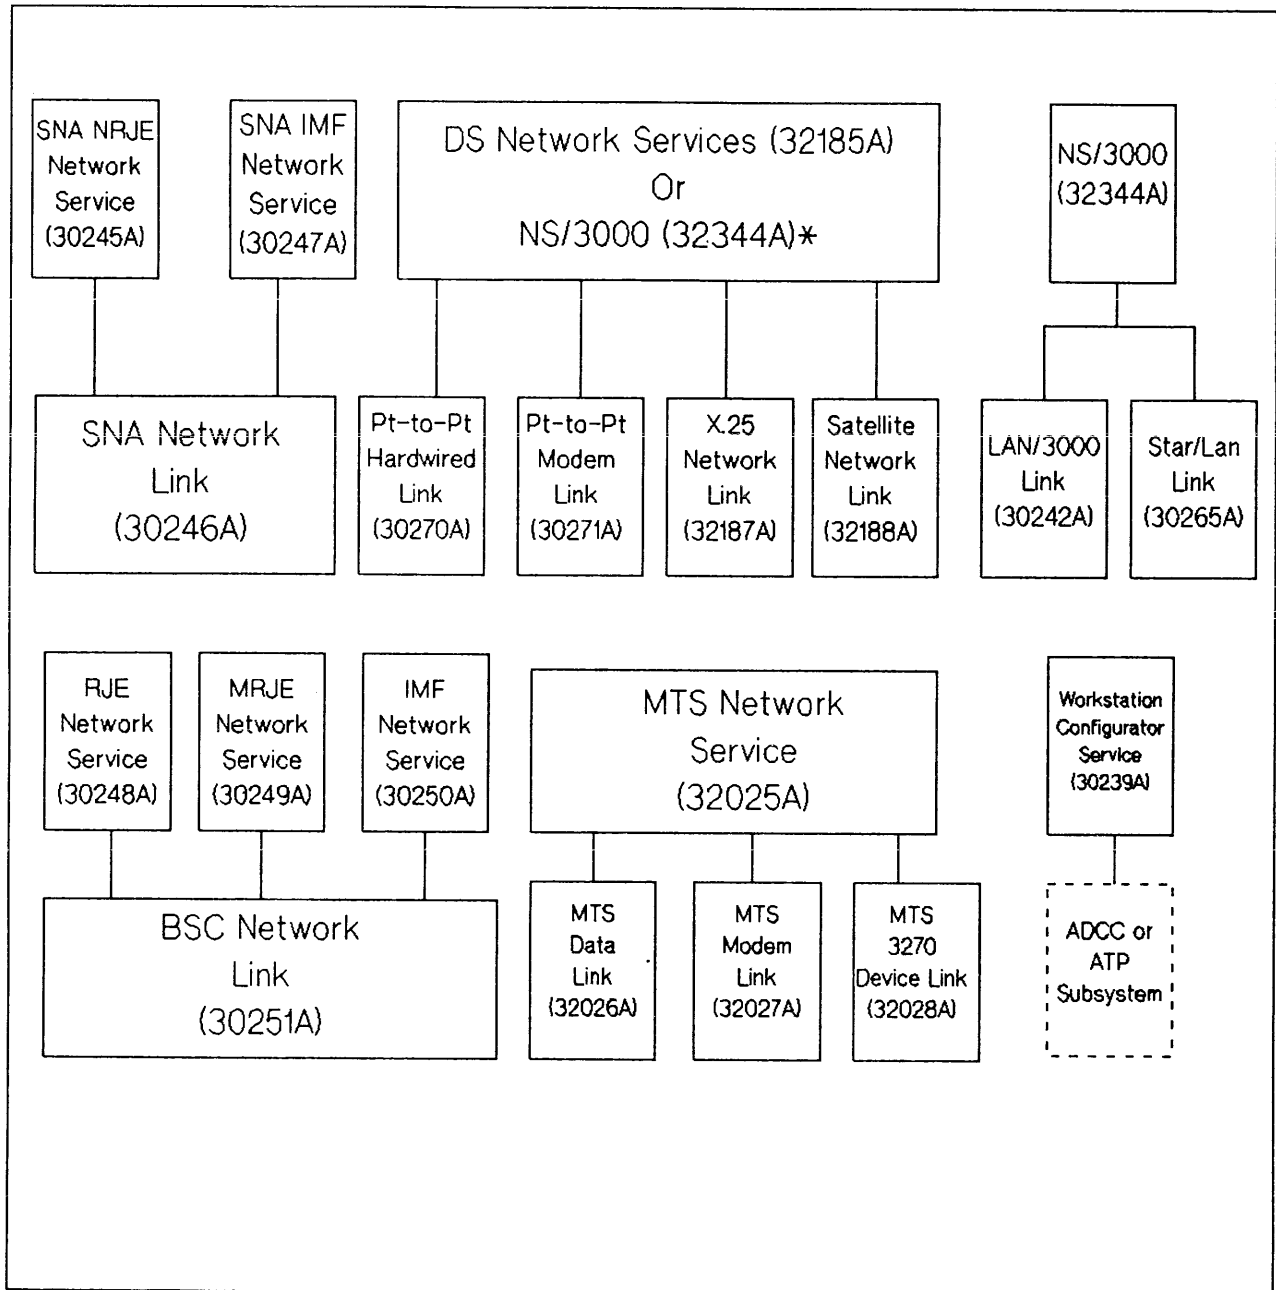 SNA NRJE
Network
Service
(30245A)
SNA IMF
Network
Service
(30247A)
DS Network Services (32185A)
Or
NS/3000 (32344A)*
NS/3000
(32344A)
SNA Network
Link
(30246A)
Pt-to-Pt
Hardwired
Link
(30270A)
Pt-to-Pt
Modem
Link
(30271A)
X.25
Network
Link
(32187A)
Satellite
Network
Link
(32188A)
LAN/3000
Link
(30242A)
Star/Lan
Link
(30265A)
RJE
Network
Service
(30248A)
MRJE
Network
Service
(30249A)
IMF
Network
Service
(30250A)
MTS Network
Service
(32025A)
Workstation
Configurator
Service
(30239A)
BSC Network
Link
(30251A)
MTS
Data
Link
(32026A)
MTS
Modem
Link
(32027A)
MTS
3270
Device Link
(32028A)
ADCC or
ATP
Subsystem